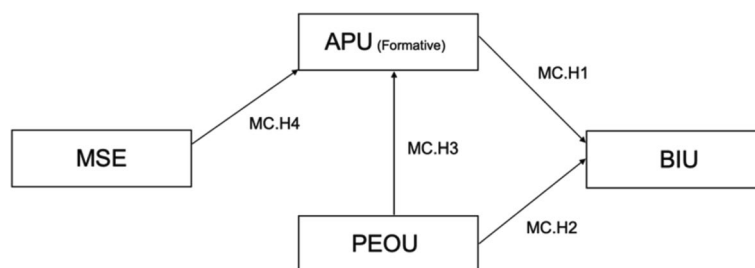 APU (Formative)
MC.H1
MC.H4
MSE
MC.H3
BIU
PEOU
MC.H2